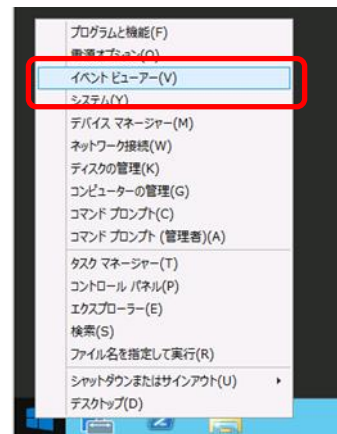 プログラムと機能(F)
電源オプション(O)
イベント ビューアー(V)
システム(Y)
デバイス マネージャー(M)
ネットワーク接続(W)
ディスクの管理(K)
コンピューターの管理(G)
コマンド プロンプト(C)
コマンド プロンプト (管理者)(A)
タスク マネージャー(T)
コントロール パネル(P)
エクスプローラー(E)
検索(S)
ファイル名を指定して実行(R)
シャットダウンまたはサインアウト(U)
デスクトップ(D)